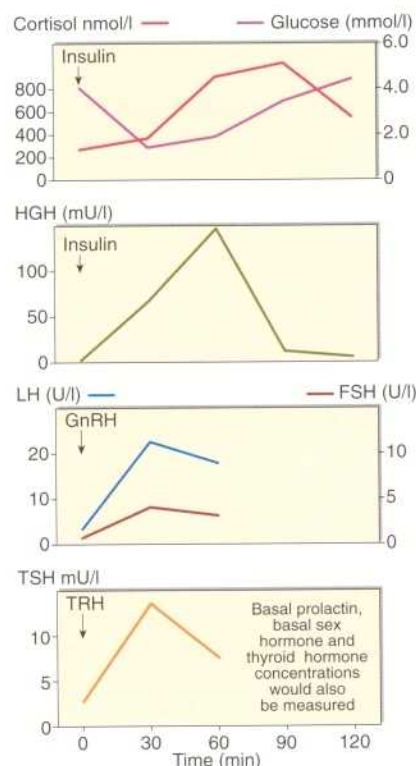 Cortisol nmol/l
Glucose (mmol/l)
Insulin
6.0
800
4.0
600
400
2.0
200
0
0
HGH (mU/l)
Insulin
100
50
0
LH (U/l)
FSH (U/l)
GnRH
20
10
10
5
0
0
TSH mU/l
TRH
10
5
0
Basal prolactin,
basal sex
hormone and
thyroid hormone
concentrations
would also
be measured
0
30
60
90
120
Time (min)